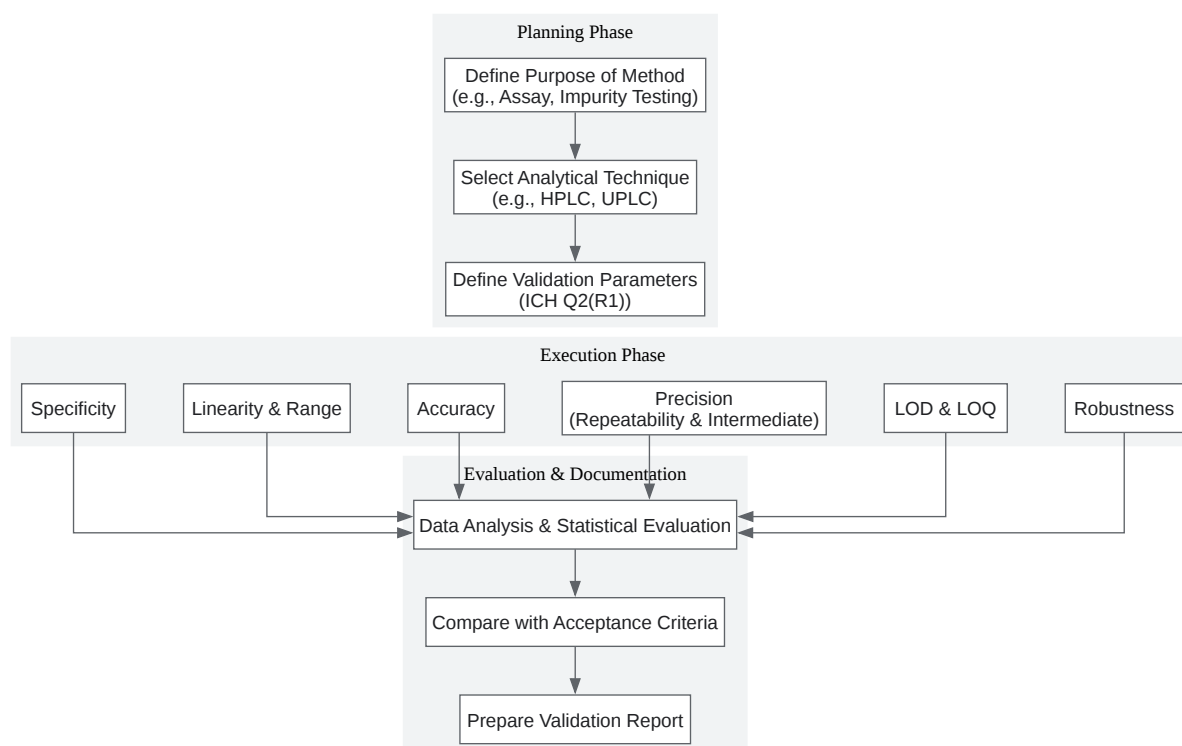 Planning Phase
Define Purpose of Method
(e.g., Assay, Impurity Testing)
Select Analytical Technique
(e.g., HPLC, UPLC)
Define Validation Parameters
(ICH Q2(R1))
Execution Phase
Specificity
Linearity & Range
Accuracy
Precision
(Repeatability & Intermediate)
LOD & LOQ
Robustness
Evaluation & Documentation
Data Analysis & Statistical Evaluation
Compare with Acceptance Criteria
Prepare Validation Report